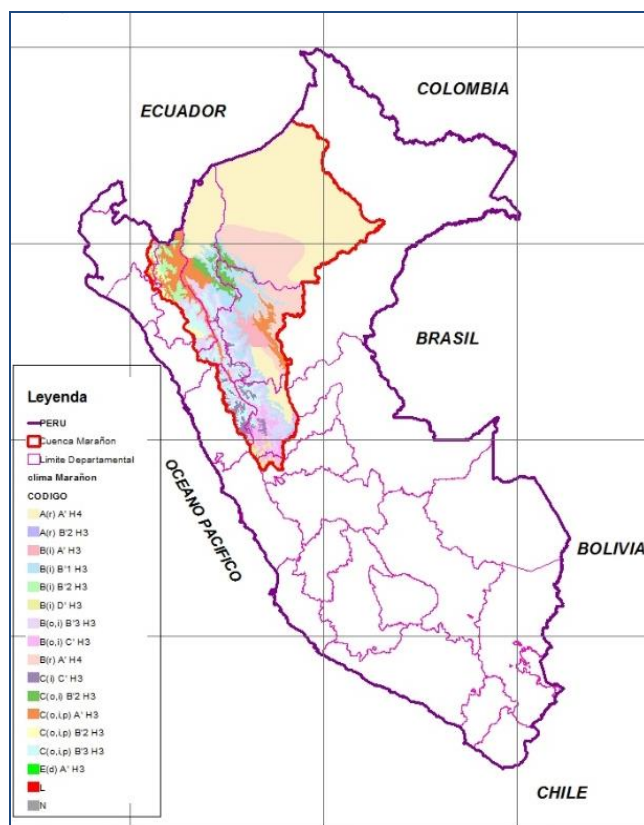 COLOMBIA
ECUADOR
BRASIL
BOLIVIA
OCEANO PACIFICO
CHILE
Leyenda
PERU
Cuenca Marañon
Limite Departamental
clima Marañon
CODIGO
A(r) A' H4
A(r) B'2 H3
B(i) A' H3
B(i) B'1 H3
B(i) B'2 H3
B(i) D' H3
B(o,i) B'3 H3
B(o,i) C' H3
B(r) A' H4
C(i) C' H3
C(o,i) B'2 H3
C(o,i,p) A' H3
C(o,i,p) B'2 H3
C(o,i,p) B'3 H3
E(d) A' H3
L
N